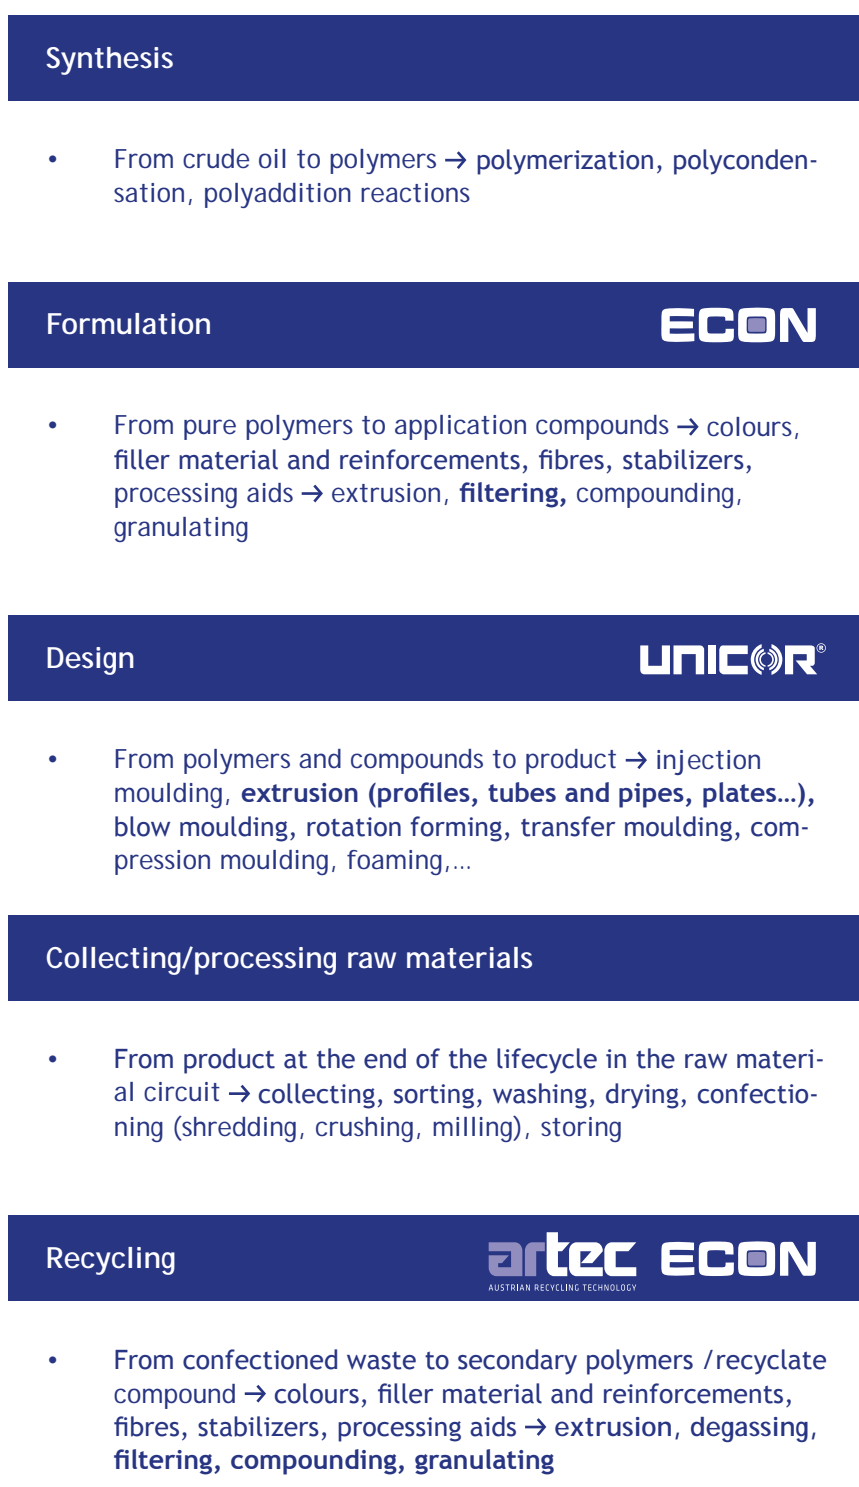 Synthesis
• From crude oil to polymers → polymerization, polyconden-
sation, polyaddition reactions
Formulation
ECON
• From pure polymers to application compounds → colours,
filler material and reinforcements, fibres, stabilizers,
processing aids → extrusion, filtering, compounding,
granulating
Design
UNICOR®
• From polymers and compounds to product → injection
moulding, extrusion (profiles, tubes and pipes, plates…),
blow moulding, rotation forming, transfer moulding, com-
pression moulding, foaming,…
Collecting/processing raw materials
• From product at the end of the lifecycle in the raw materi-
al circuit → collecting, sorting, washing, drying, confectio-
ning (shredding, crushing, milling), storing
Recycling
artec ECON
AUSTRIAN RECYCLING TECHNOLOGY
• From confectioned waste to secondary polymers /recyclate
compound → colours, filler material and reinforcements,
fibres, stabilizers, processing aids → extrusion, degassing,
filtering, compounding, granulating